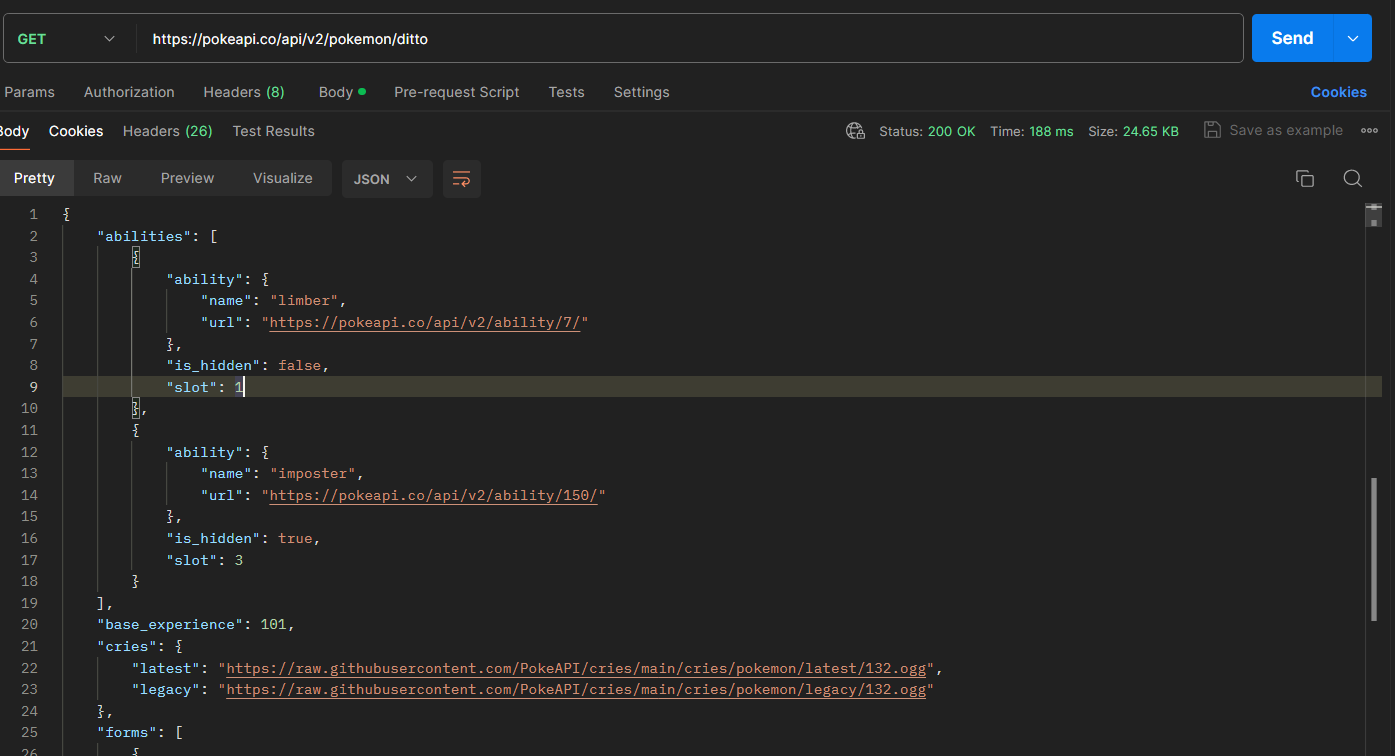 GET https://pokeapi.co/api/v2/pokemon/ditto Send
Params Authorization Headers (8) Body Pre-request Script Tests Settings Cookies
Body Cookies Headers (26) Test Results Status: 200 OK Time: 188 ms Size: 24.65 KB Save as example
Pretty Raw Preview Visualize JSON
1 {
2 "abilities": [
3 {
4 "ability": {
5 "name": "limber",
6 "url": "https://pokeapi.co/api/v2/ability/7/"
7 },
8 "is_hidden": false,
9 "slot": 1
10 },
11 {
12 "ability": {
13 "name": "imposter",
14 "url": "https://pokeapi.co/api/v2/ability/150/"
15 },
16 "is_hidden": true,
17 "slot": 3
18 }
19 ],
20 "base_experience": 101,
21 "cries": {
22 "latest": "https://raw.githubusercontent.com/PokeAPI/cries/main/cries/pokemon/latest/132.ogg",
23 "legacy": "https://raw.githubusercontent.com/PokeAPI/cries/main/cries/pokemon/legacy/132.ogg"
24 },
25 "forms": [
26 {